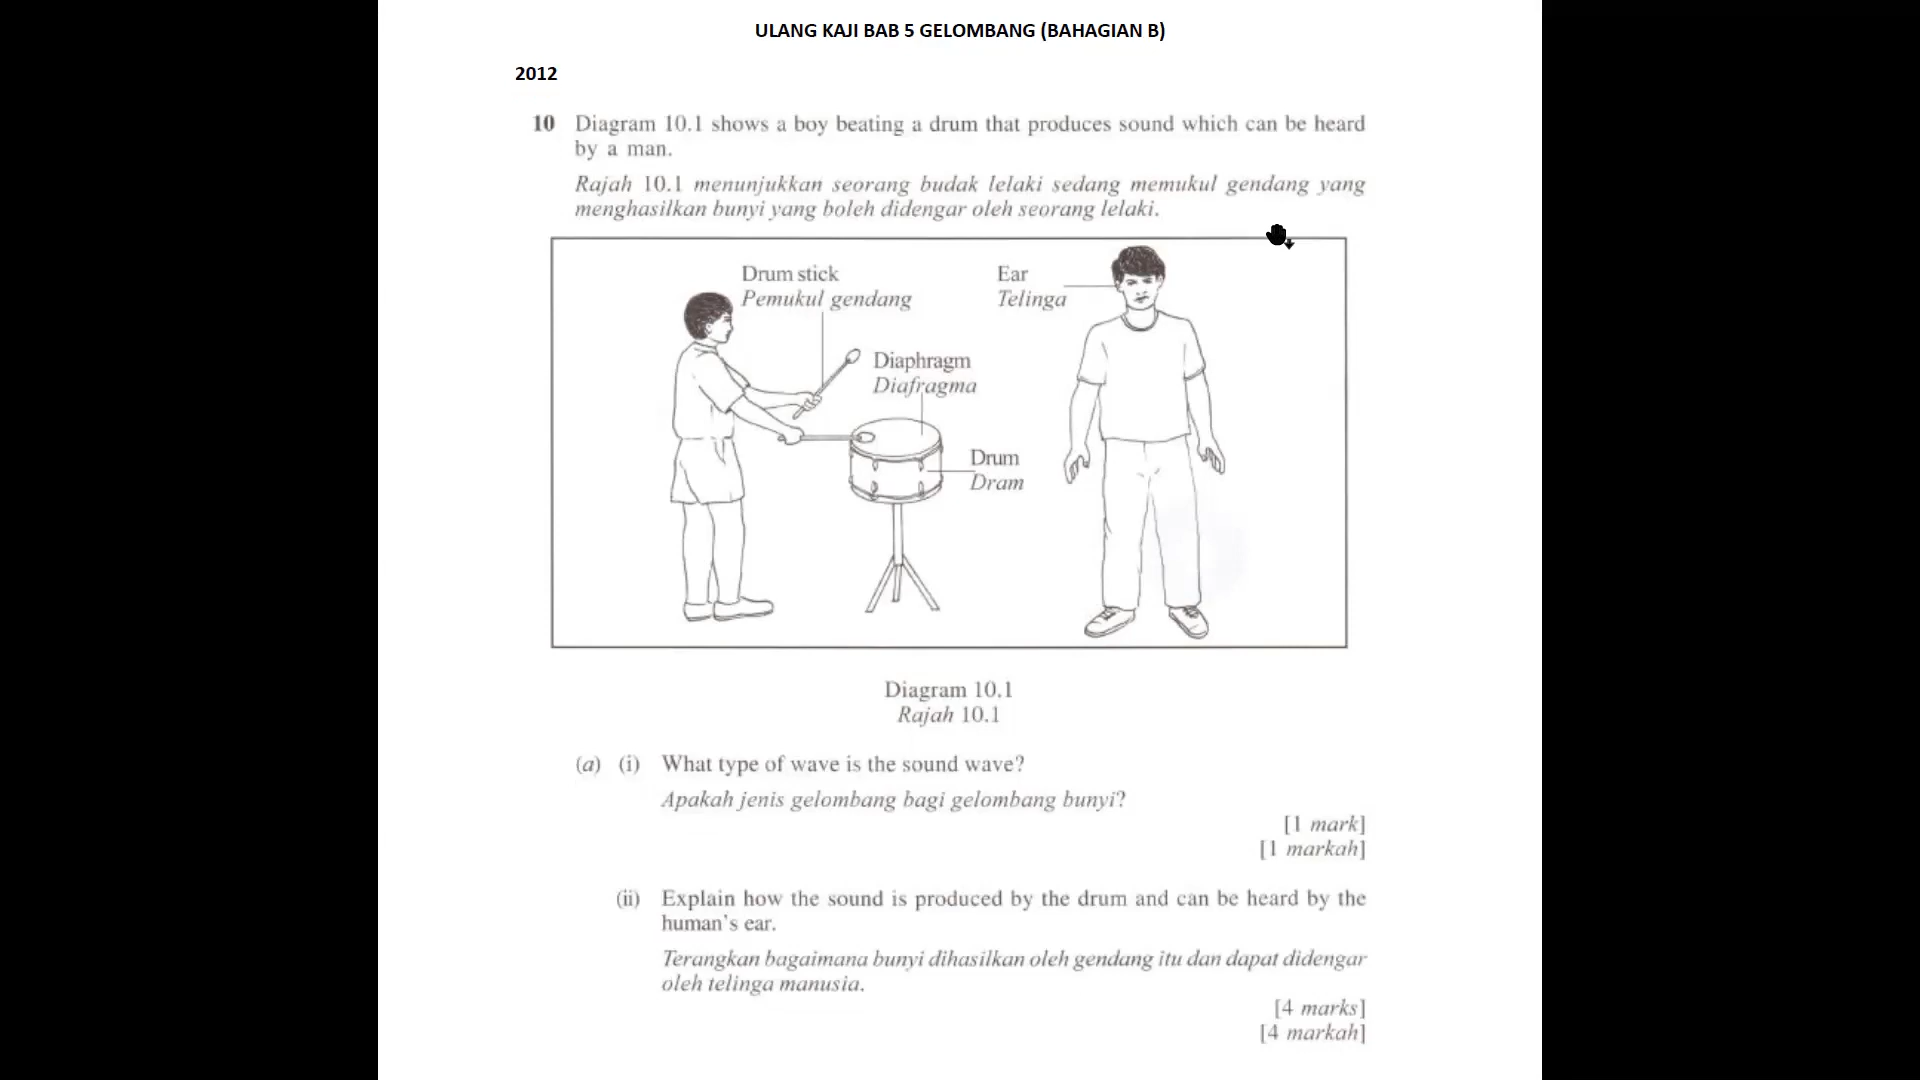 ULANG KAJI BAB 5 GELOMBANG (BAHAGIAN B)
2012
10 Diagram 10.1 shows a boy beating a drum that produces sound which can be heard
by a man.
Rajah 10.1 menunjukkan seorang budak lelaki sedang memukul gendang yang
menghasilkan bunyi yang boleh didengar oleh seorang lelaki.
Drum stick
Pemukul gendang
Ear
Telinga
Diaphragm
Diafragma
Drum
Dram
Diagram 10.1
Rajah 10.1
(a) (i) What type of wave is the sound wave?
Apakah jenis gelombang bagi gelombang bunyi?
[1 mark]
[1 markah]
(ii) Explain how the sound is produced by the drum and can be heard by the
human's ear.
Terangkan bagaimana bunyi dihasilkan oleh gendang itu dan dapat didengar
oleh telinga manusia.
[4 marks]
[4 markah]